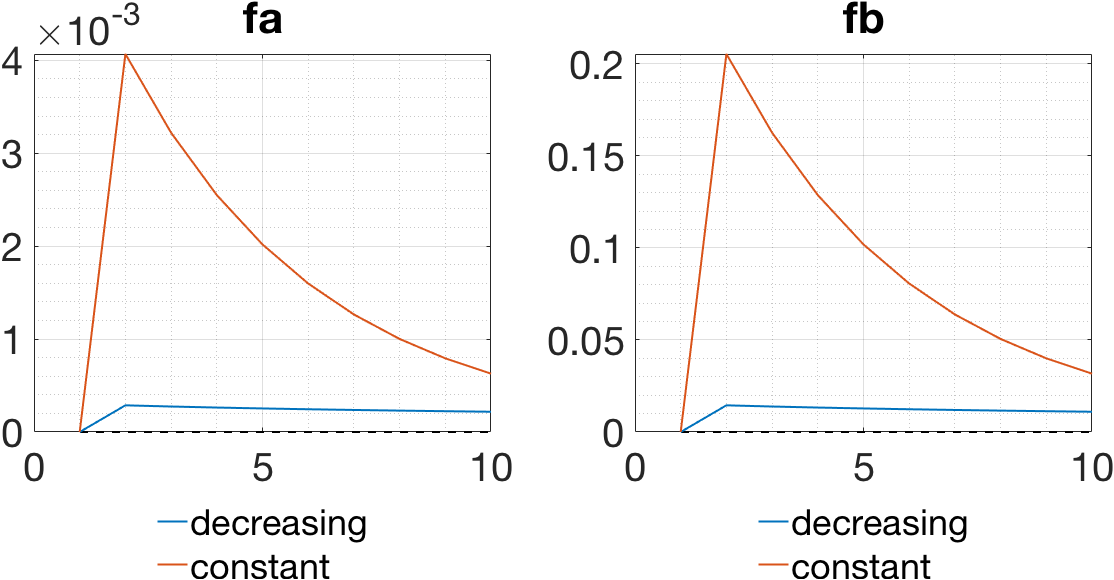 fa
×10⁻³
4
3
2
1
0
0 5 10
decreasing
constant
fb
0.2
0.15
0.1
0.05
0
0 5 10
decreasing
constant